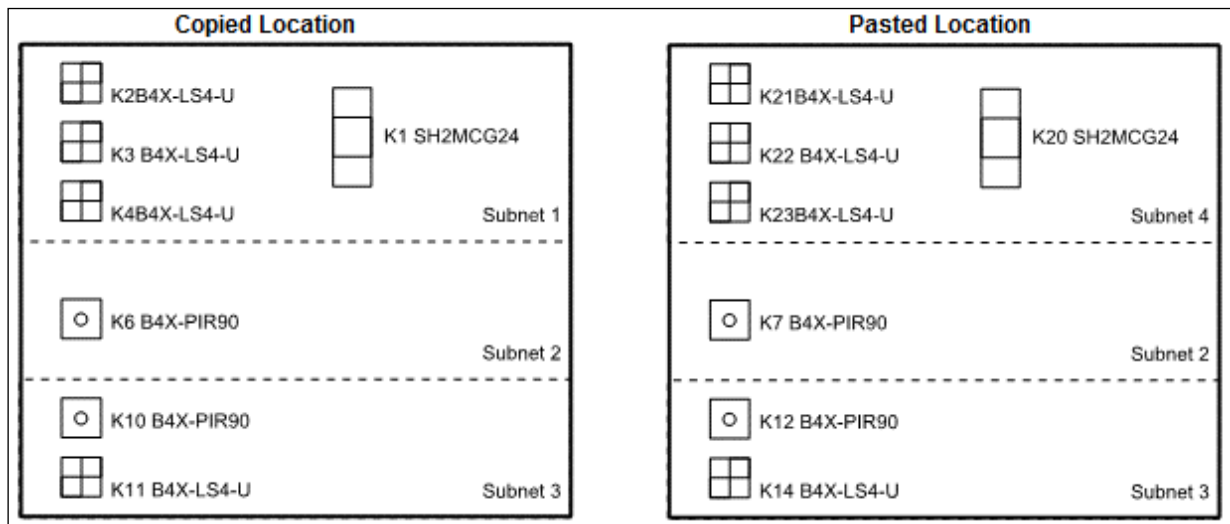 Copied Location
K2B4X-LS4-U
K1 SH2MCG24
K3 B4X-LS4-U
K4B4X-LS4-U
Subnet 1
K6 B4X-PIR90
Subnet 2
K10 B4X-PIR90
K11 B4X-LS4-U
Subnet 3
Pasted Location
K21B4X-LS4-U
K20 SH2MCG24
K22 B4X-LS4-U
K23B4X-LS4-U
Subnet 4
K7 B4X-PIR90
Subnet 2
K12 B4X-PIR90
K14 B4X-LS4-U
Subnet 3